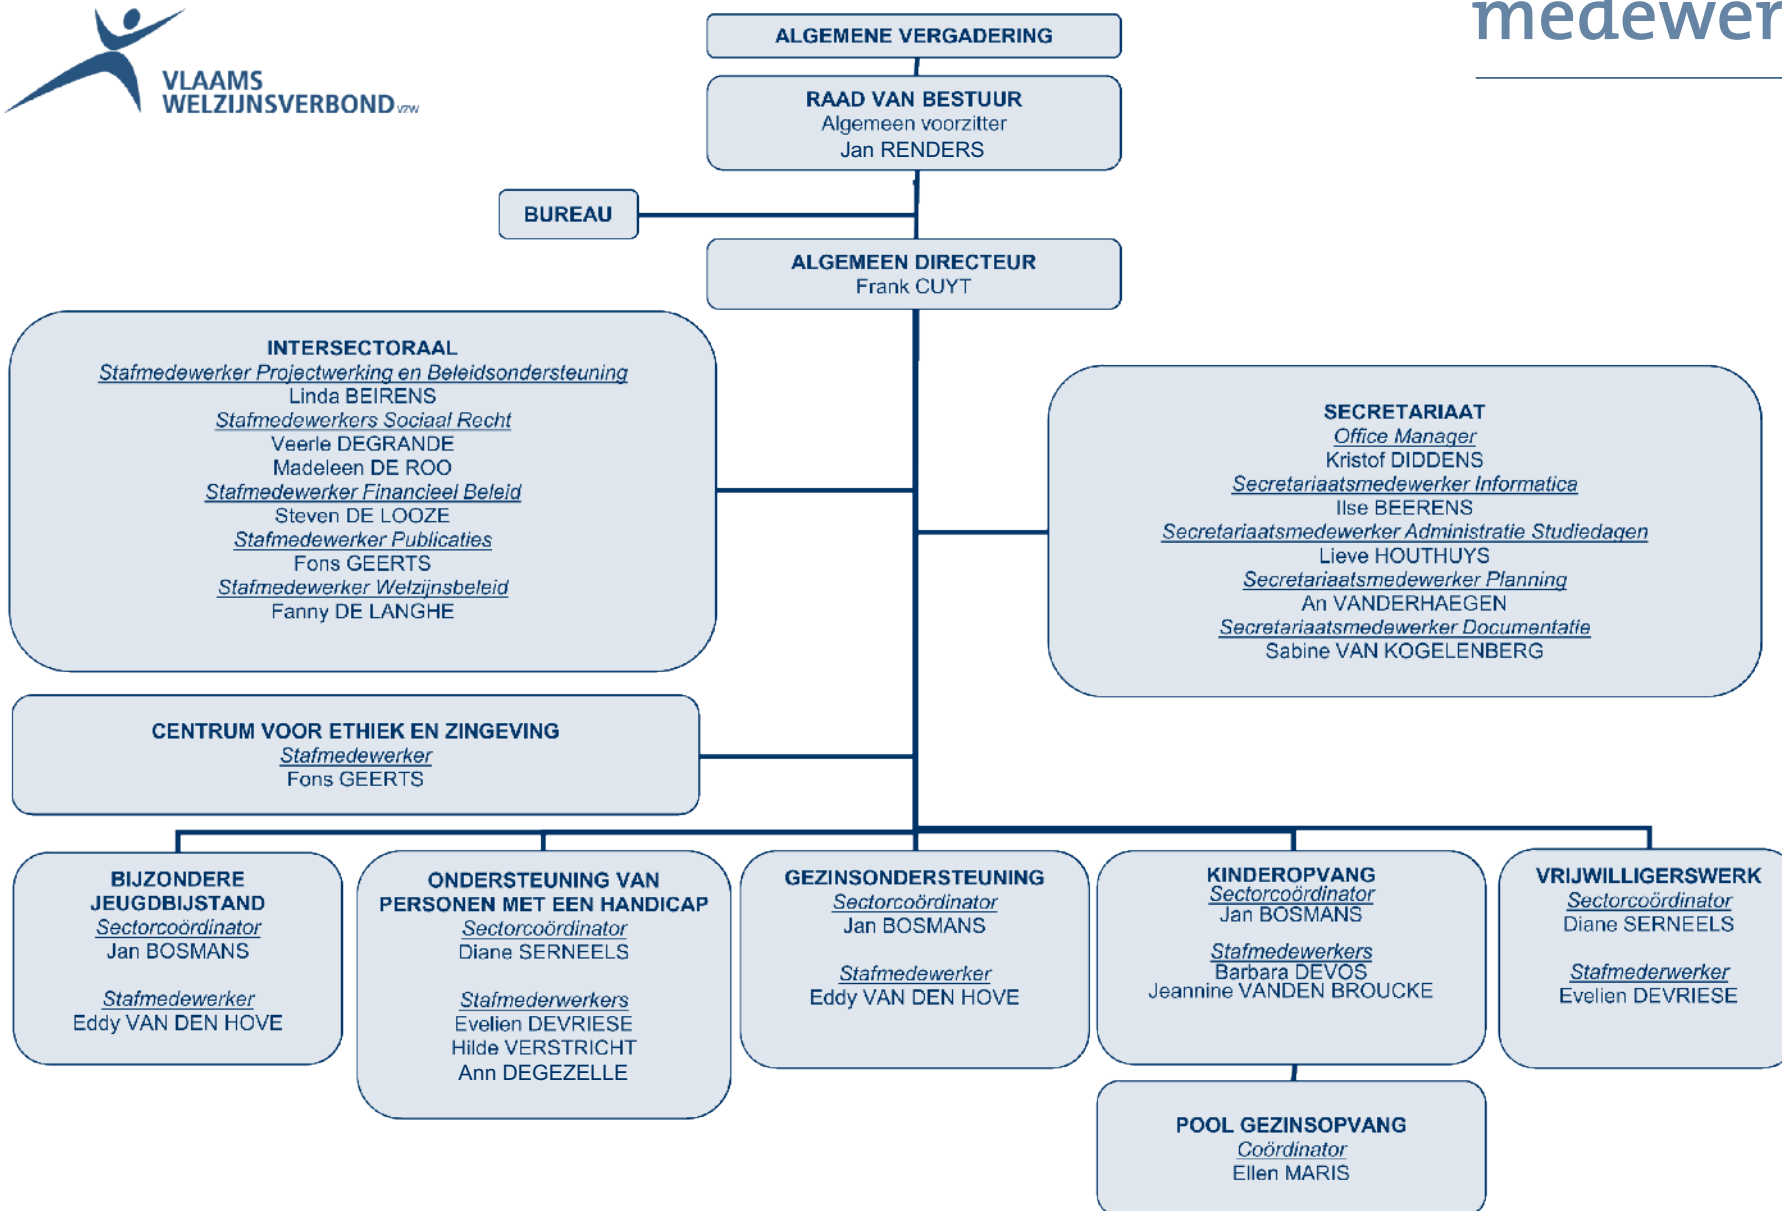 medewer
VLAAMS
WELZIJNSVERBOND vzw
ALGEMENE VERGADERING
RAAD VAN BESTUUR
Algemeen voorzitter
Jan RENDERS
BUREAU
ALGEMEEN DIRECTEUR
Frank CUYT
INTERSECTORAAL
Stafmedewerker Projectwerking en Beleidsondersteuning
Linda BEIRENS
Stafmedewerkers Sociaal Recht
Veerle DEGRANDE
Madeleen DE ROO
Stafmedewerker Financieel Beleid
Steven DE LOOZE
Stafmedewerker Publicaties
Fons GEERTS
Stafmedewerker Welzijnsbeleid
Fanny DE LANGHE
SECRETARIAAT
Office Manager
Kristof DIDDENS
Secretariaatsmedewerker Informatica
Ilse BEERENS
Secretariaatsmedewerker Administratie Studiedagen
Lieve HOUTHUYS
Secretariaatsmedewerker Planning
An VANDERHAEGEN
Secretariaatsmedewerker Documentatie
Sabine VAN KOGELENBERG
CENTRUM VOOR ETHIEK EN ZINGEVING
Stafmedewerker
Fons GEERTS
BIJZONDERE
JEUGDBIJSTAND
Sectorcoördinator
Jan BOSMANS
Stafmedewerker
Eddy VAN DEN HOVE
ONDERSTEUNING VAN
PERSONEN MET EEN HANDICAP
Sectorcoördinator
Diane SERNEELS
Stafmederwerkers
Evelien DEVRIESE
Hilde VERSTRICHT
Ann DEGEZELLE
GEZINSONDERSTEUNING
Sectorcoördinator
Jan BOSMANS
Stafmedewerker
Eddy VAN DEN HOVE
KINDEROPVANG
Sectorcoördinator
Jan BOSMANS
Stafmedewerkers
Barbara DEVOS
Jeannine VANDEN BROUCKE
VRIJWILLIGERSWERK
Sectorcoördinator
Diane SERNEELS
Stafmederwerker
Evelien DEVRIESE
POOL GEZINSOPVANG
Coördinator
Ellen MARIS